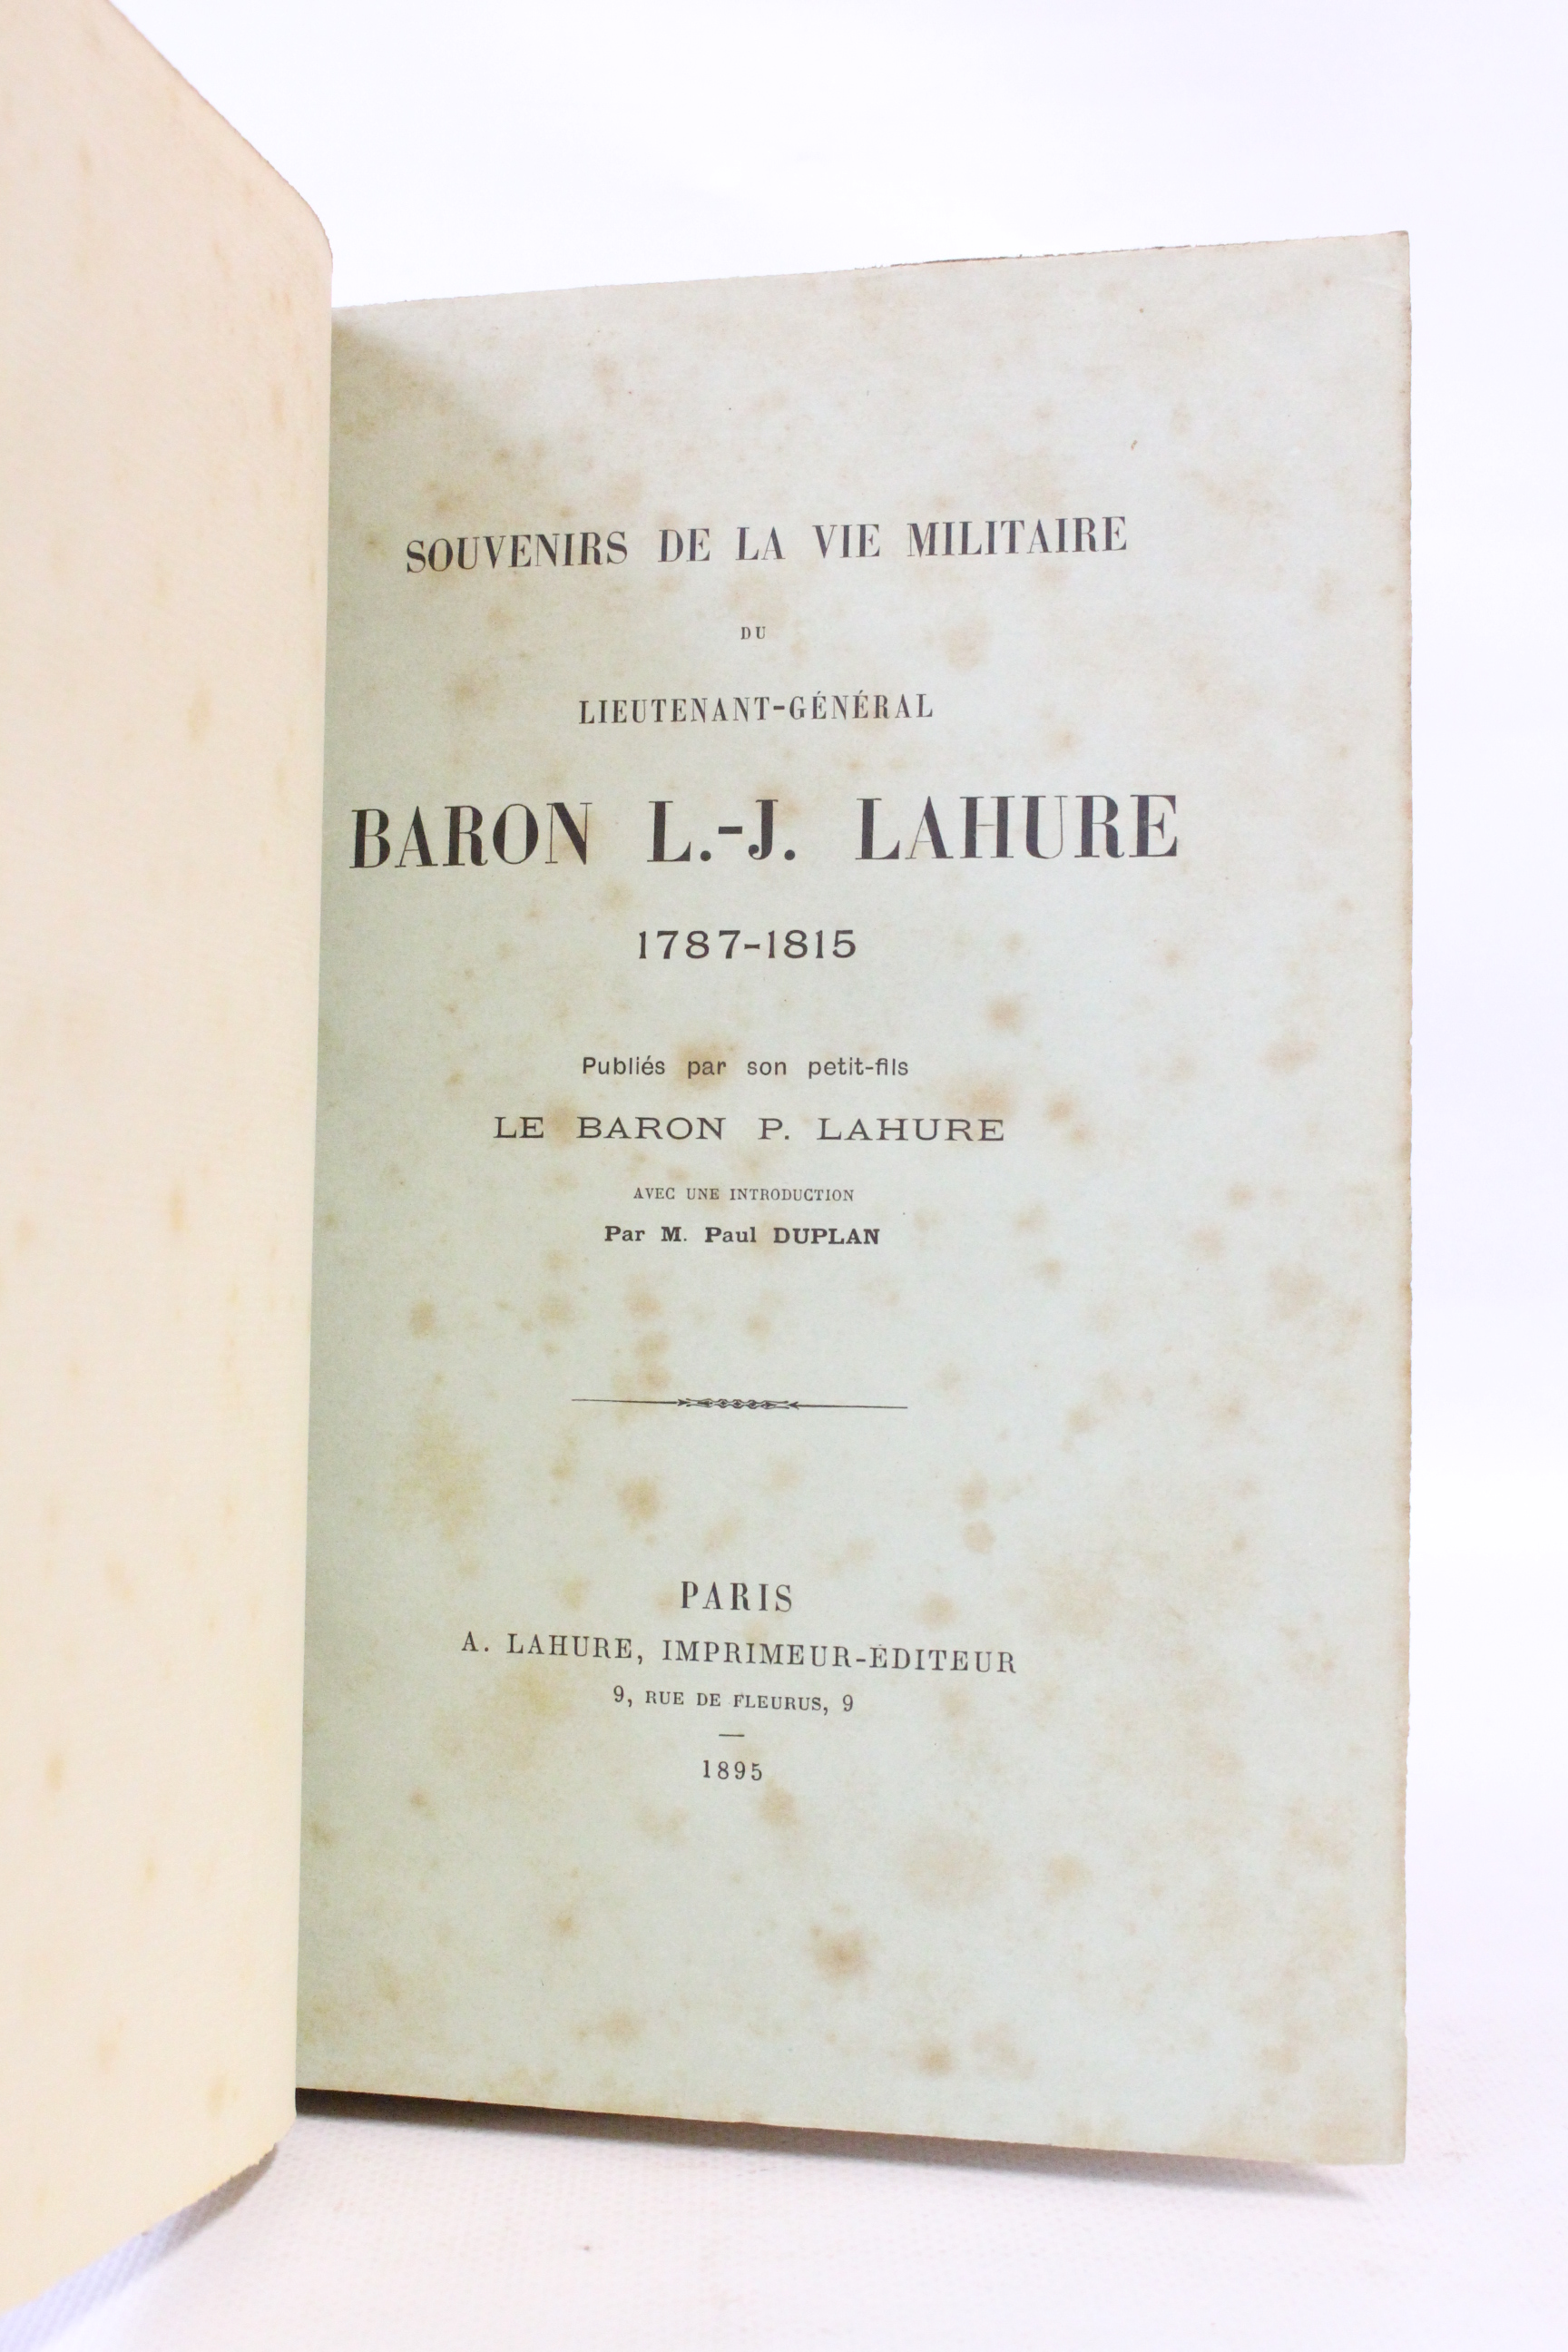 SOUVENIRS DE LA VIE MILITAIRE
DU
LIEUTENANT-GÉNÉRAL
BARON L.-J. LAHURE
1787-1815
Publiés par son petit-fils
LE BARON P. LAHURE
AVEC UNE INTRODUCTION
Par M. Paul DUPLAN
PARIS
A. LAHURE, IMPRIMEUR-ÉDITEUR
9, RUE DE FLEURUS, 9
1895